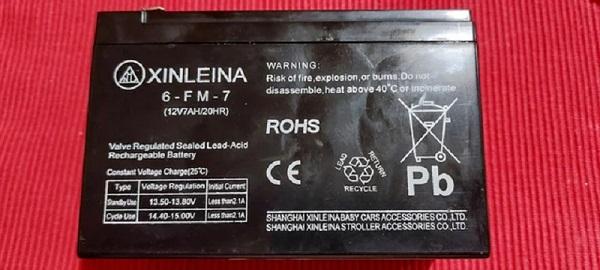 XINLEINA
6-FM-7
(12V7AH/20HR)
Valve Regulated Sealed Lead-Acid
Rechargeable Battery
Constant Voltage Charge(25℃)
Type Voltage Regulation Initial Current
Standby Use 13.50-13.80V Less than2.1A
Cycle Use 14.40-15.00V Less than2.1A
WARNING:
Risk of fire,explosion, or burns. Do not
disassemble, heat above 40℃ or incinerate
ROHS
CE
LEAD
RETURN
RECYCLE
Pb
SHANGHAI XINLEINA BABY CARS ACCESSORIES CO.,LTD.
SHANGHAI XINLEINA STROLLER ACCESSORIES CO.,LTD.